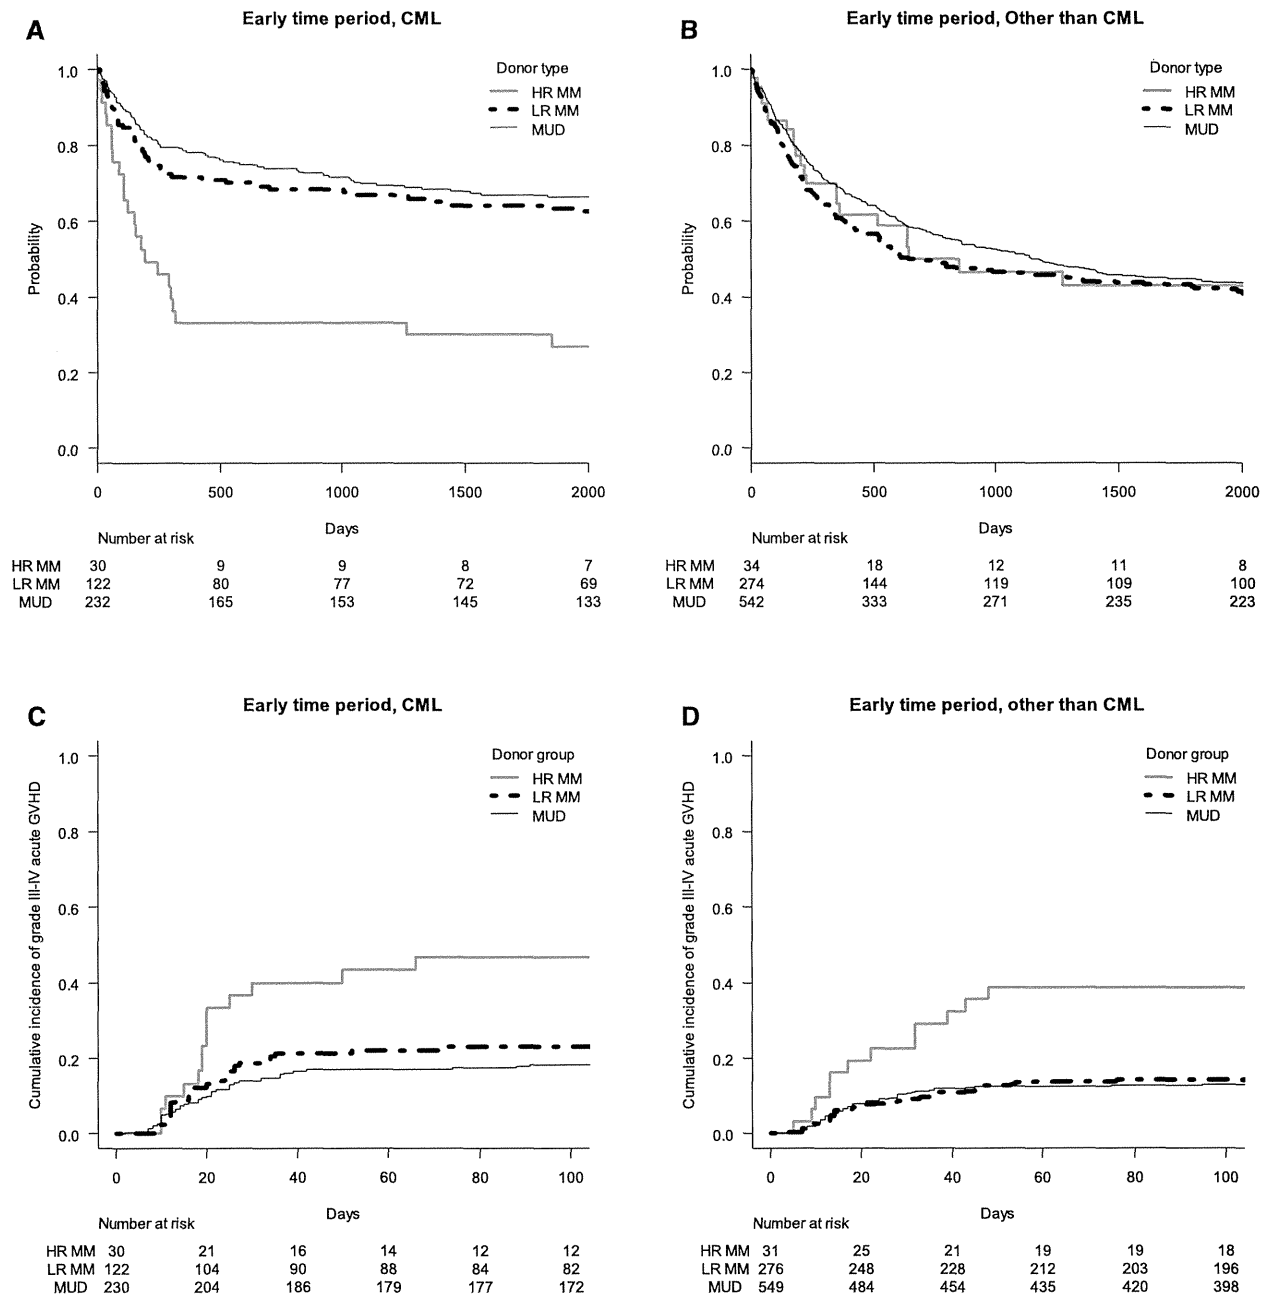 A
Early time period, CML
Donor type
HR MM
LR MM
MUD
Probability
1.0
0.8
0.6
0.4
0.2
0.0
0 500 1000 1500 2000
Days
Number at risk
HR MM 30 9 9 8 7
LR MM 122 80 77 72 69
MUD 232 165 153 145 133
B
Early time period, Other than CML
Donor type
HR MM
LR MM
MUD
Probability
1.0
0.8
0.6
0.4
0.2
0.0
0 500 1000 1500 2000
Days
Number at risk
HR MM 34 18 12 11 8
LR MM 274 144 119 109 100
MUD 542 333 271 235 223
C
Early time period, CML
Donor group
HR MM
LR MM
MUD
Cumulative incidence of grade III-IV acute GVHD
1.0
0.8
0.6
0.4
0.2
0.0
0 20 40 60 80 100
Days
Number at risk
HR MM 30 21 16 14 12 12
LR MM 122 104 90 88 84 82
MUD 230 204 186 179 177 172
D
Early time period, other than CML
Donor group
HR MM
LR MM
MUD
Cumulative incidence of grade III-IV acute GVHD
1.0
0.8
0.6
0.4
0.2
0.0
0 20 40 60 80 100
Days
Number at risk
HR MM 31 25 21 19 19 18
LR MM 276 248 228 212 203 196
MUD 549 484 454 435 420 398